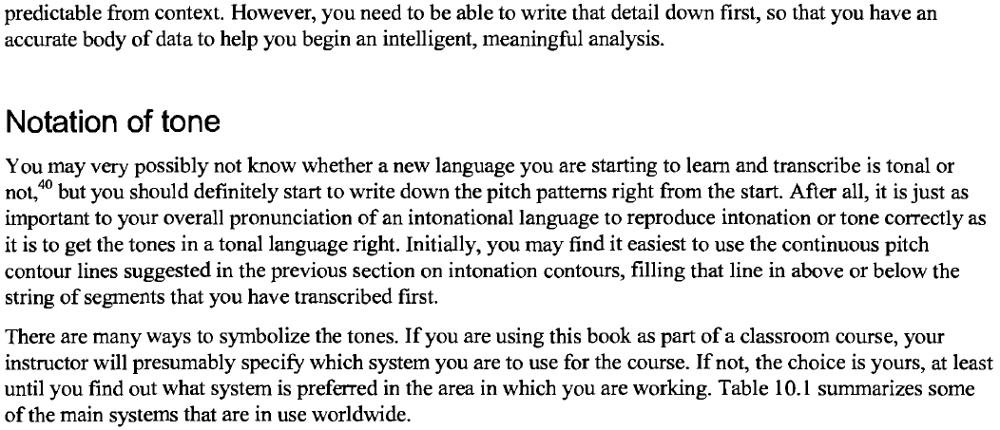 predictable from context. However, you need to be able to write that detail down first, so that you have an
accurate body of data to help you begin an intelligent, meaningful analysis.
Notation of tone
You may very possibly not know whether a new language you are starting to learn and transcribe is tonal or
not,40 but you should definitely start to write down the pitch patterns right from the start. After all, it is just as
important to your overall pronunciation of an intonational language to reproduce intonation or tone correctly as
it is to get the tones in a tonal language right. Initially, you may find it easiest to use the continuous pitch
contour lines suggested in the previous section on intonation contours, filling that line in above or below the
string of segments that you have transcribed first.
There are many ways to symbolize the tones. If you are using this book as part of a classroom course, your
instructor will presumably specify which system you are to use for the course. If not, the choice is yours, at least
until you find out what system is preferred in the area in which you are working. Table 10.1 summarizes some
of the main systems that are in use worldwide.